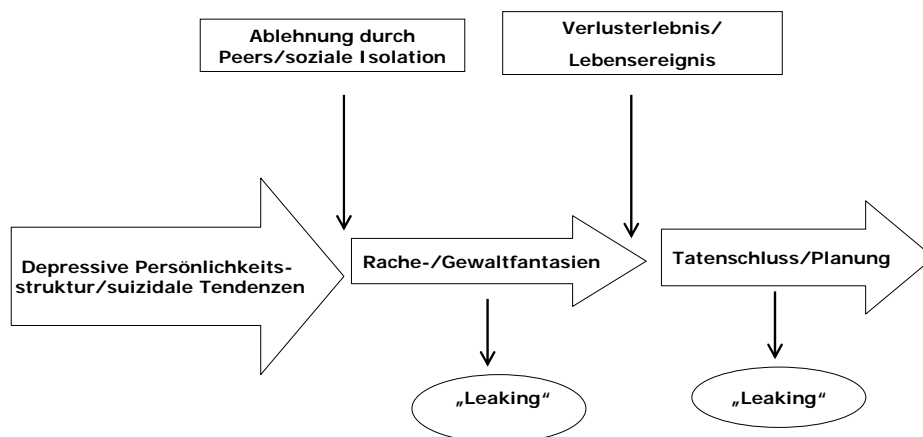 Ablehnung durch
Peers/soziale Isolation
Verlusterlebnis/
Lebensereignis
Depressive Persönlichkeits-
struktur/suizidale Tendenzen
Rache-/Gewaltfantasien
Tatenschluss/Planung
„Leaking“
„Leaking“